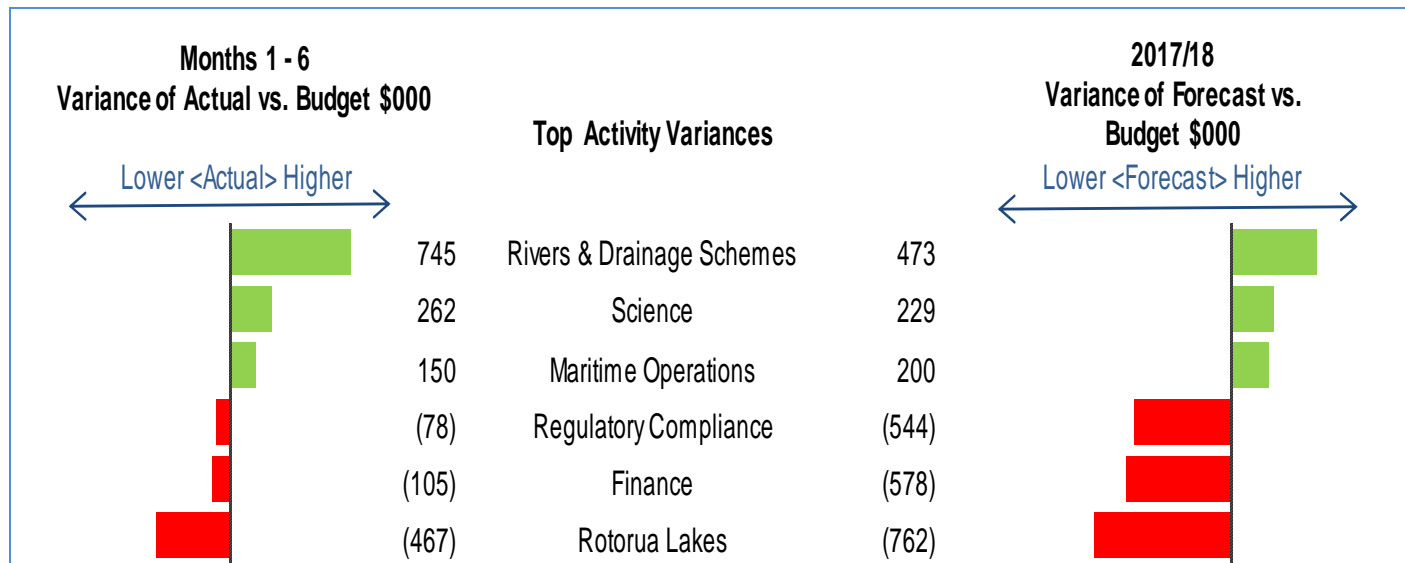 Months 1 - 6
Variance of Actual vs. Budget $000
Lower <Actual> Higher
Top Activity Variances
2017/18
Variance of Forecast vs.
Budget $000
Lower <Forecast> Higher
745 Rivers & Drainage Schemes 473
262 Science 229
150 Maritime Operations 200
(78) Regulatory Compliance (544)
(105) Finance (578)
(467) Rotorua Lakes (762)